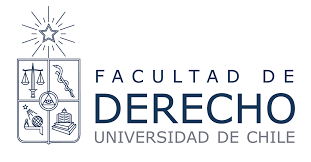 FACULTAD DE
DERECHO
UNIVERSIDAD DE CHILE